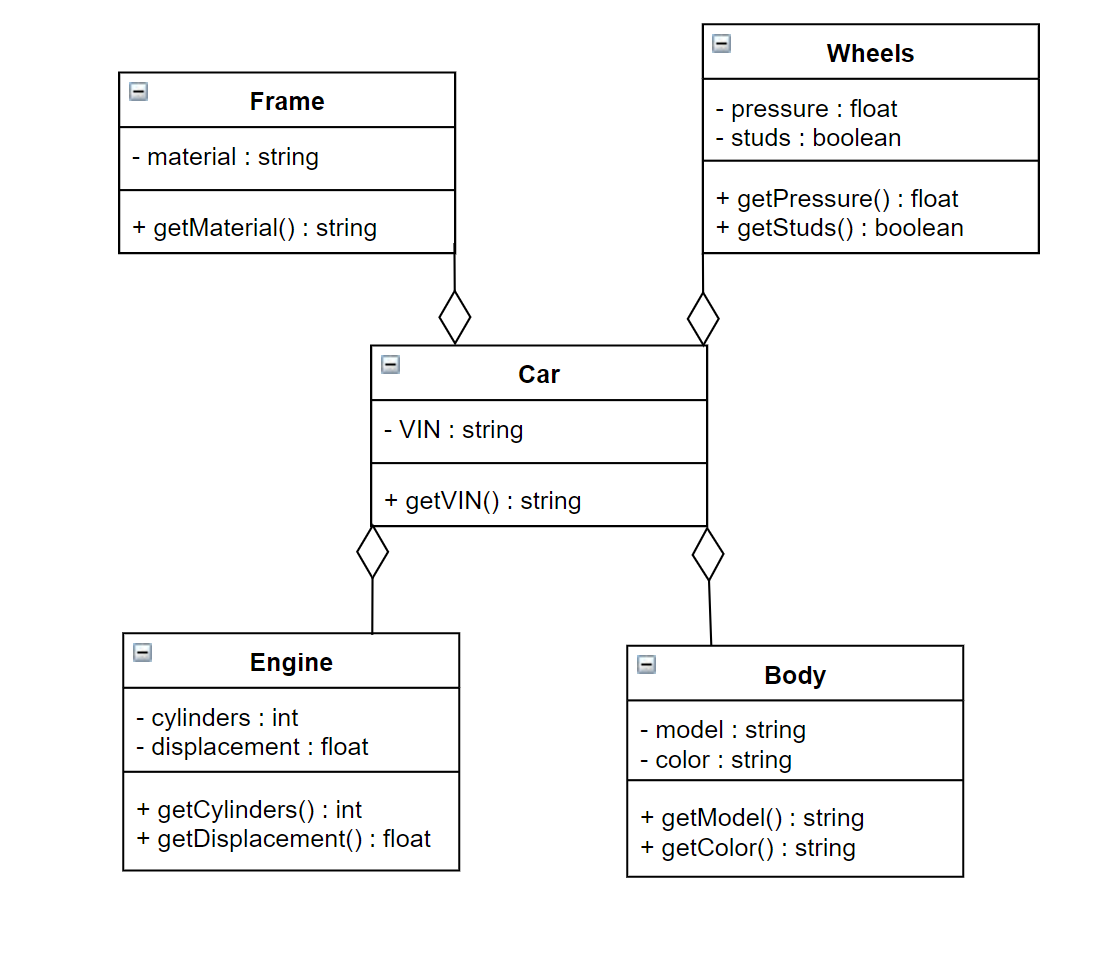 Frame
- material : string
+ getMaterial() : string
Wheels
- pressure : float
- studs : boolean
+ getPressure() : float
+ getStuds() : boolean
Car
- VIN : string
+ getVIN() : string
Engine
- cylinders : int
- displacement : float
+ getCylinders() : int
+ getDisplacement() : float
Body
- model : string
- color : string
+ getModel() : string
+ getColor() : string